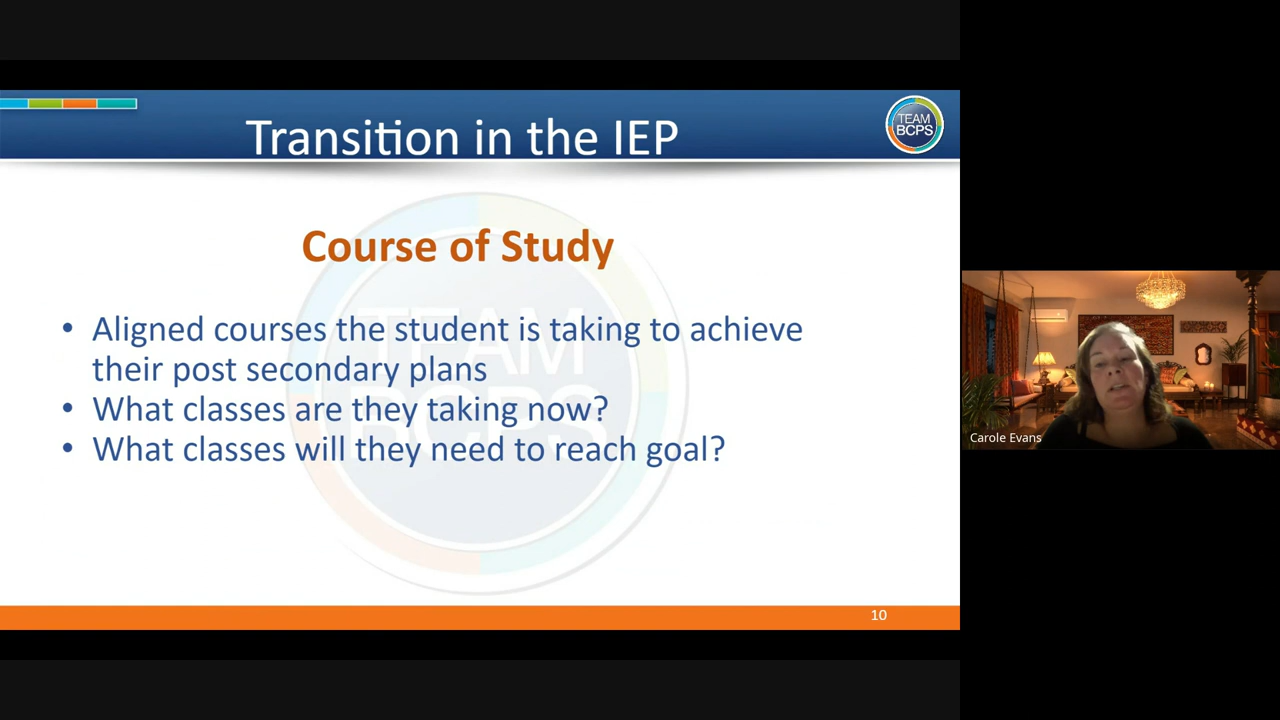 Transition in the IEP
TEAM
BCPS
Course of Study
• Aligned courses the student is taking to achieve
their post secondary plans
• What classes are they taking now?
• What classes will they need to reach goal?
TEAM
BCPS
10
Carole Evans